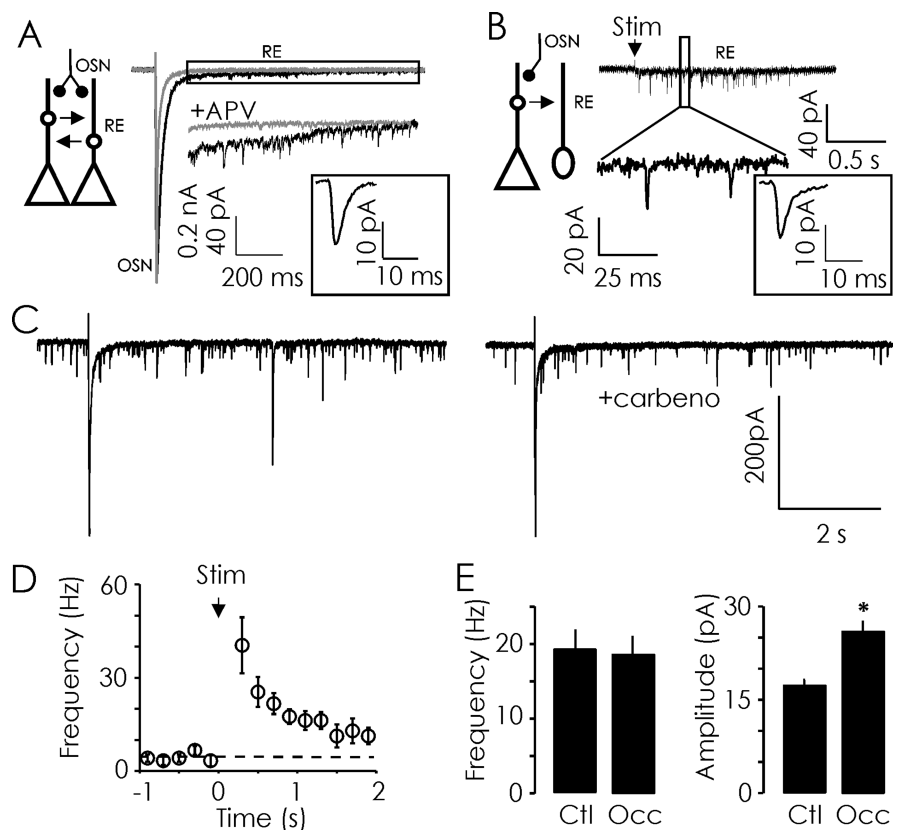 A
OSN
RE
RE
+APV
OSN
0.2 nA
40 pA
200 ms
10 pA
10 ms
B
Stim
RE
OSN
RE
40 pA
0.5 s
20 pA
25 ms
10 pA
10 ms
C
+carbeno
200pA
2 s
D
Stim
Frequency (Hz)
60
30
0
-1
0
1
2
Time (s)
E
Frequency (Hz)
20
10
0
Ctl
Occ
Amplitude (pA)
30
15
0
*
Ctl
Occ